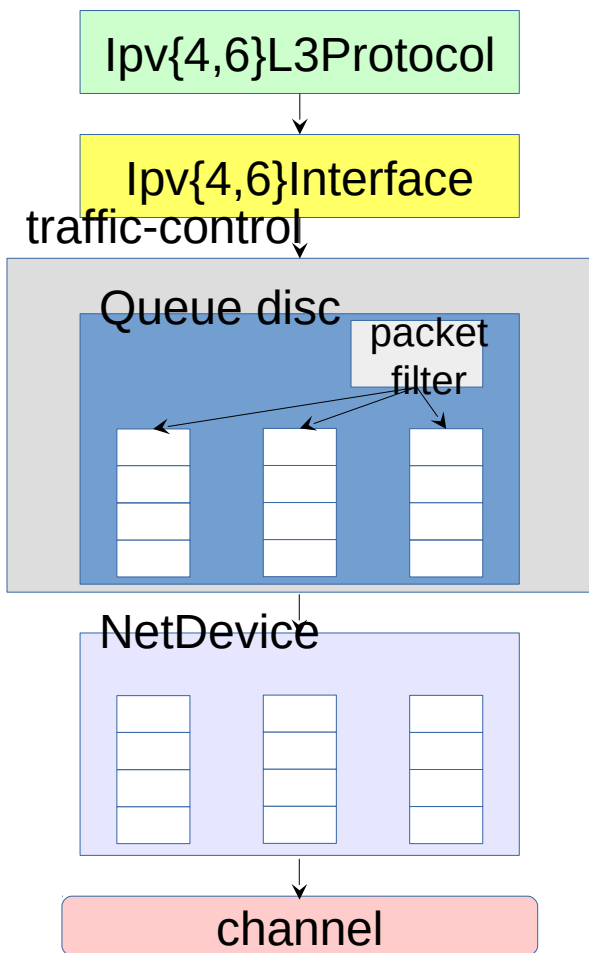 Ipv{4,6}L3Protocol
Ipv{4,6}Interface
traffic-control
Queue disc
packet
filter
NetDevice
channel